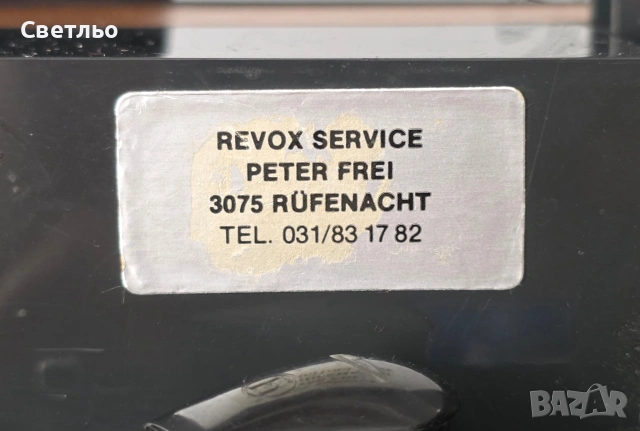 Светльо
REVOX SERVICE
PETER FREI
3075 RÜFENACHT
TEL. 031/83 17 82
BAZAR